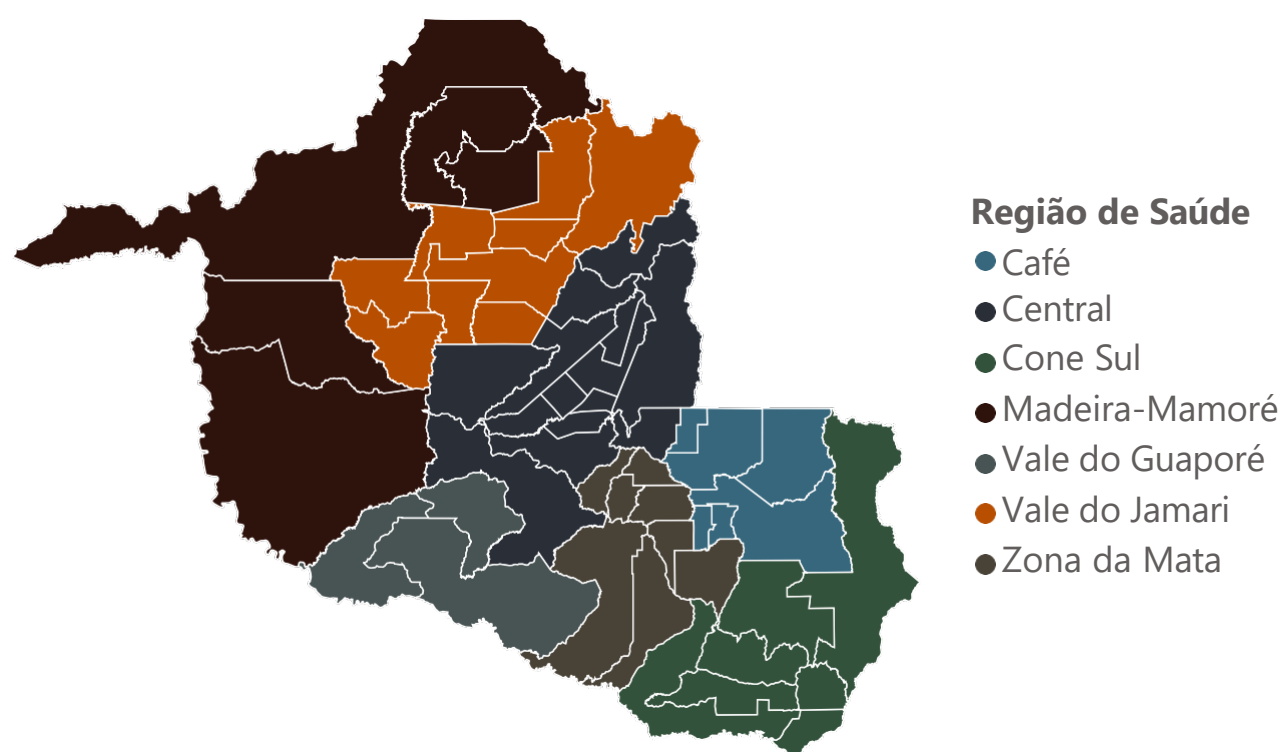 Região de Saúde
Café
Central
Cone Sul
Madeira-Mamoré
Vale do Guaporé
Vale do Jamari
Zona da Mata